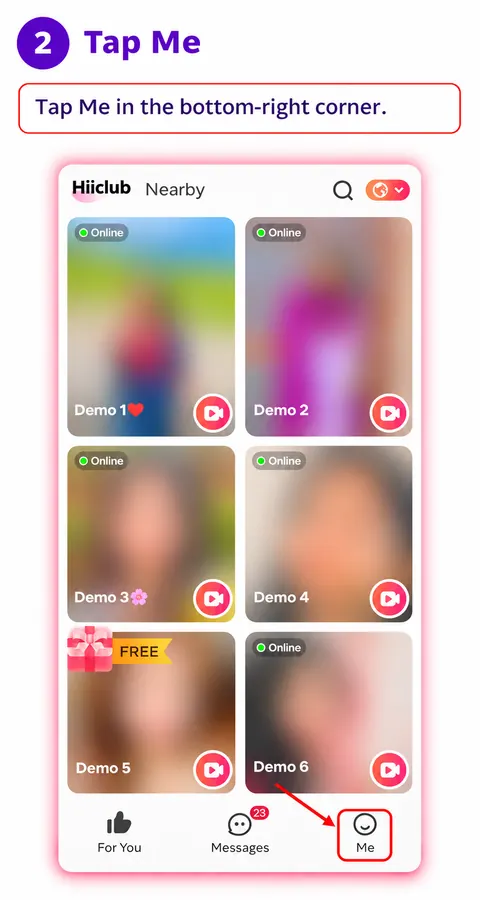 2 Tap Me
Tap Me in the bottom-right corner.
Hiiclub Nearby
Online
Online
Demo 1❤️
Demo 2
Online
Online
Demo 3🌸
Demo 4
FREE
Online
Demo 5
Demo 6
23
For You
Messages
Me